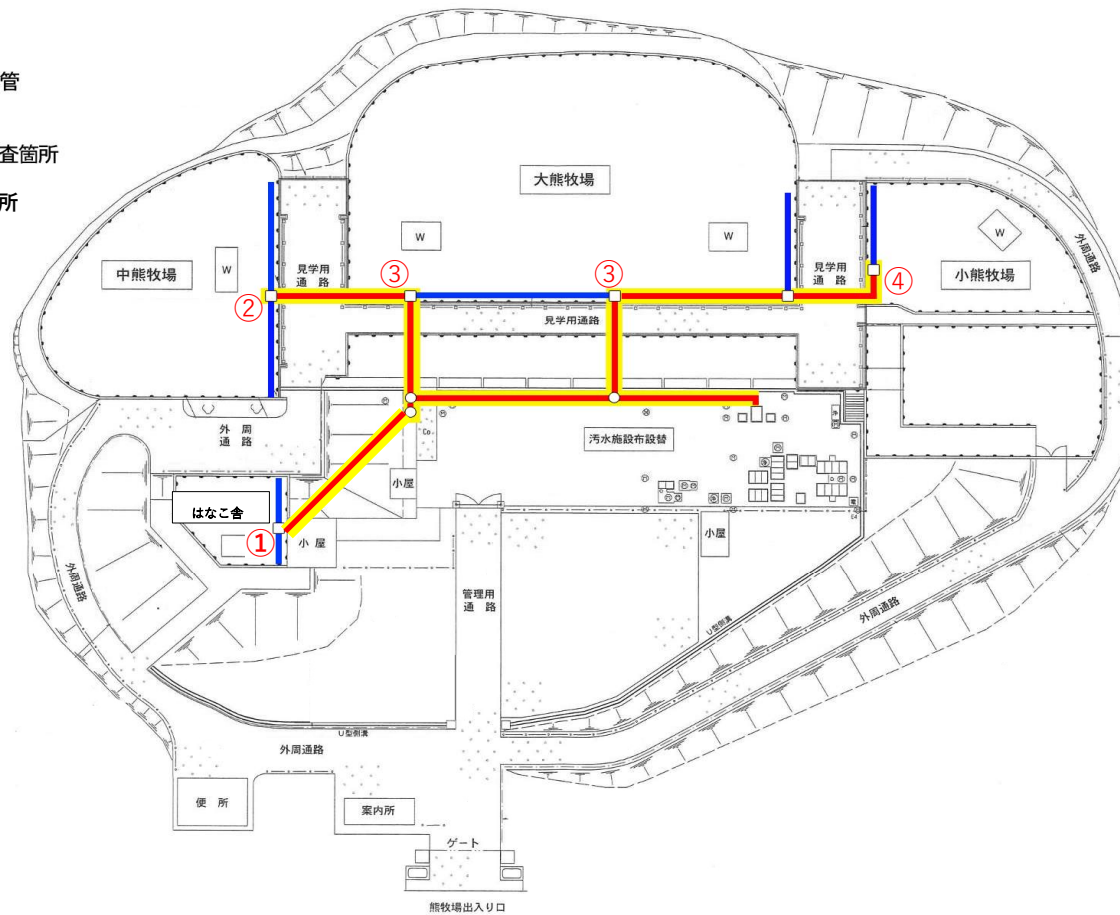 管
査箇所
所
大熊牧場
W
W
W
W
中熊牧場
見学用
通路
③
③
見学用
通路
④
小熊牧場
外周通路
②
見学用通路
外周
通路
Co
汚水施設布設替
小屋
はなこ舎
①
小屋
小屋
外周通路
管理用
通路
U型側溝
外周通路
U型側溝
外周通路
便所
案内所
ゲート
熊牧場出入り口